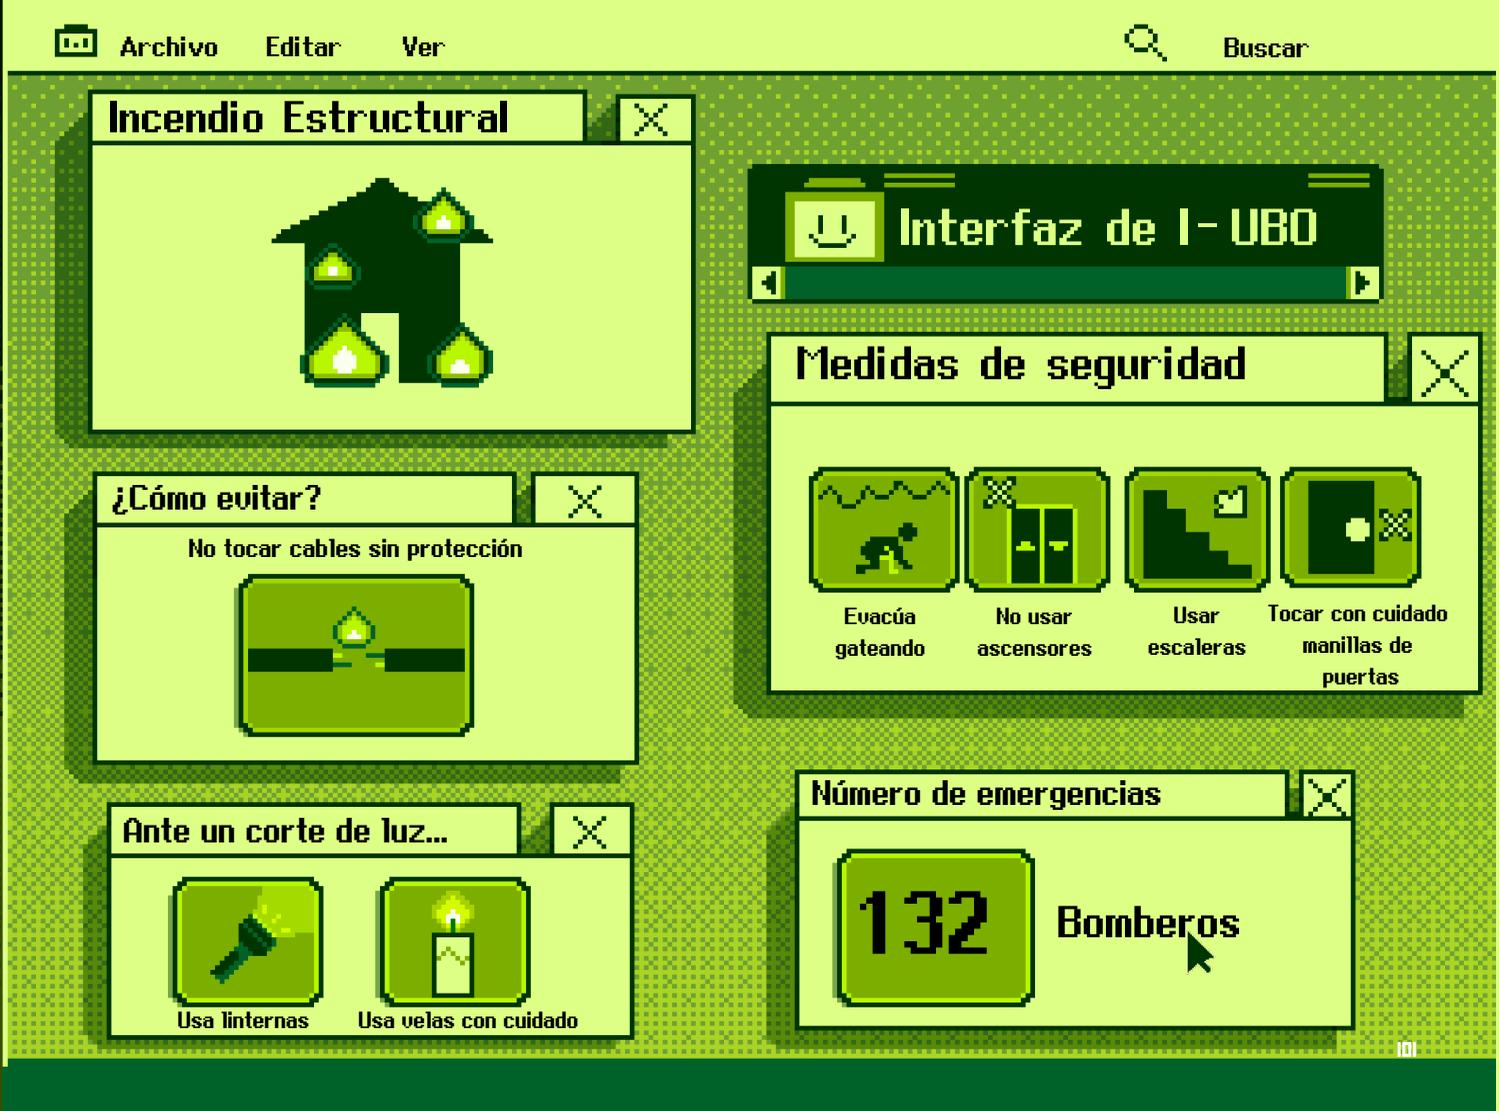 Archivo Editar Ver Buscar
Incendio Estructural
Interfaz de I-UBO
Medidas de seguridad
Evacúa
gateando
No usar
ascensores
Usar
escaleras
Tocar con cuidado
manillas de
puertas
¿Cómo evitar?
No tocar cables sin protección
Ante un corte de luz...
Usa linternas
Usa velas con cuidado
Número de emergencias
132
Bomberos